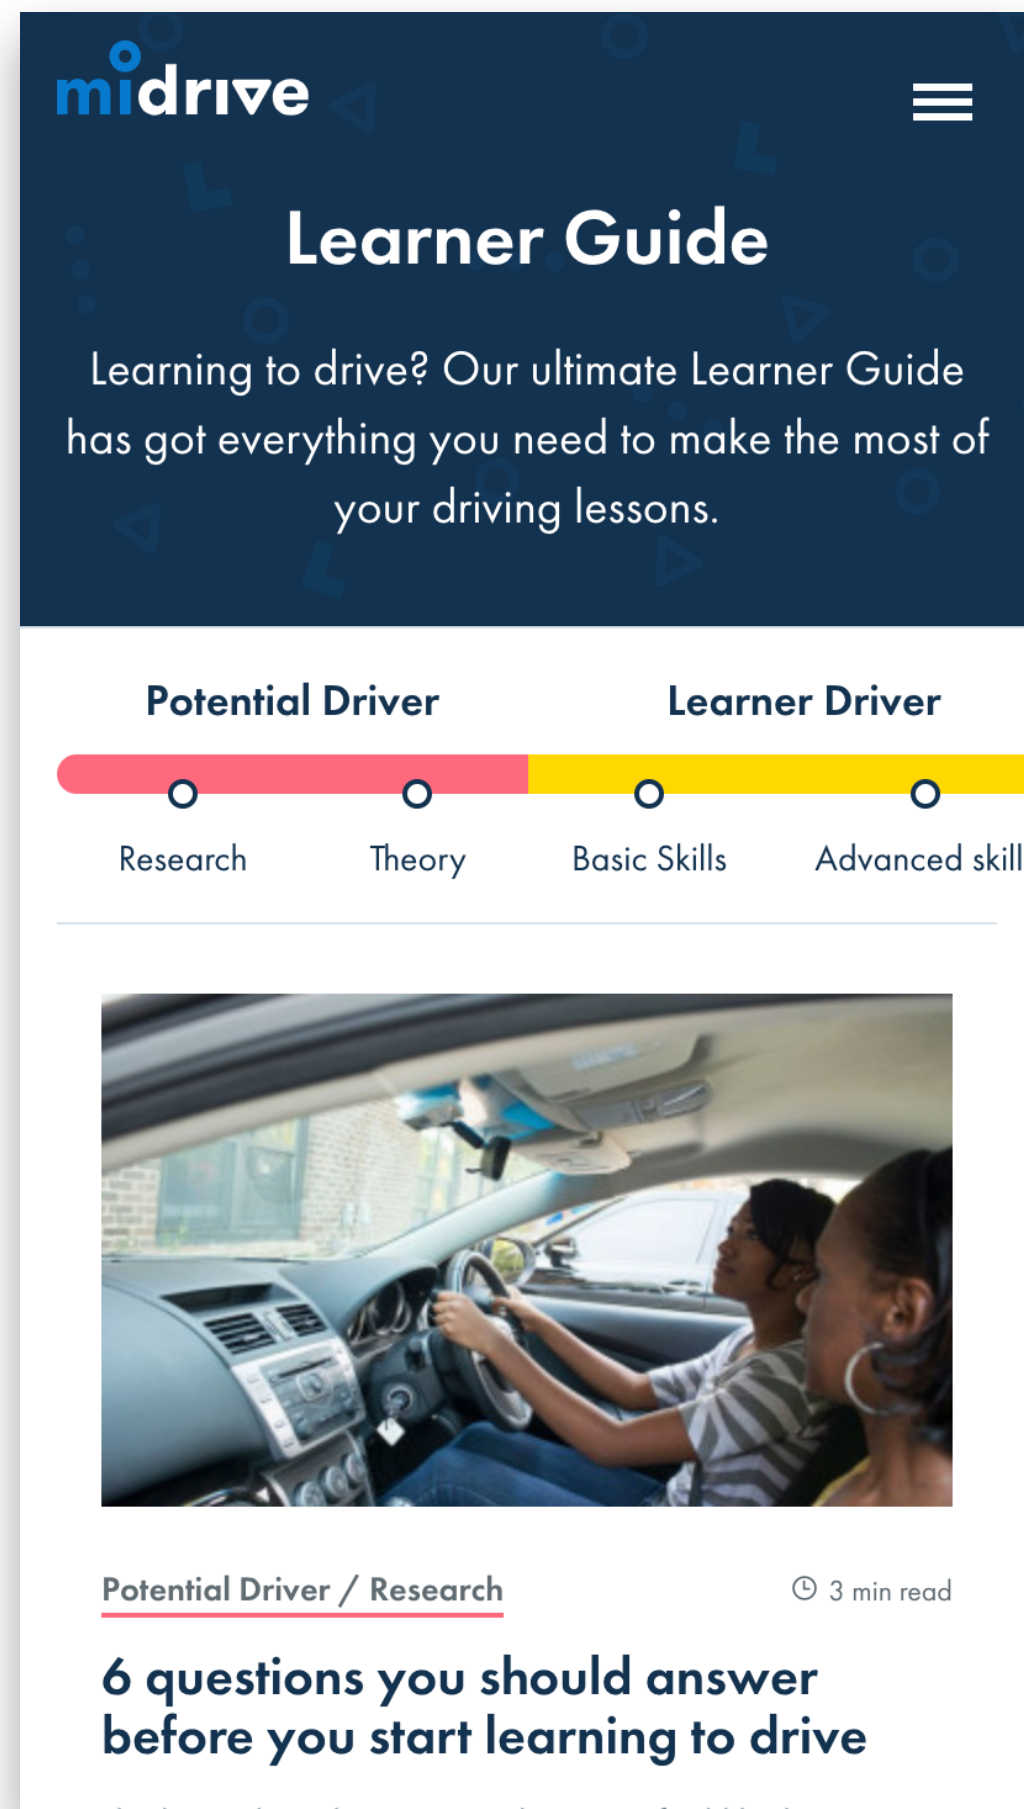 midrive
Learner Guide
Learning to drive? Our ultimate Learner Guide
has got everything you need to make the most of
your driving lessons.
Potential Driver
Learner Driver
Research
Theory
Basic Skills
Advanced skill
Potential Driver / Research
3 min read
6 questions you should answer
before you start learning to drive